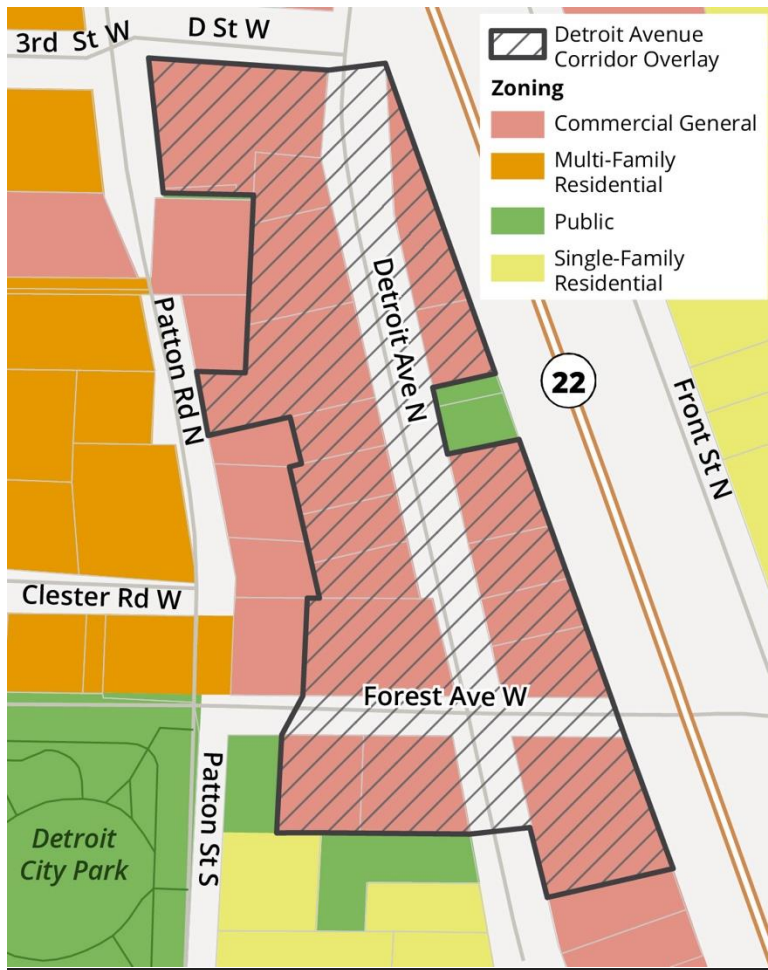 3rd St W
D St W
Detroit Avenue
Corridor Overlay
Zoning
Commercial General
Multi-Family
Residential
Public
Single-Family
Residential
Detroit Ave N
Patton Rd N
22
Front St N
Clester Rd W
Forest Ave W
Patton St S
Detroit
City Park